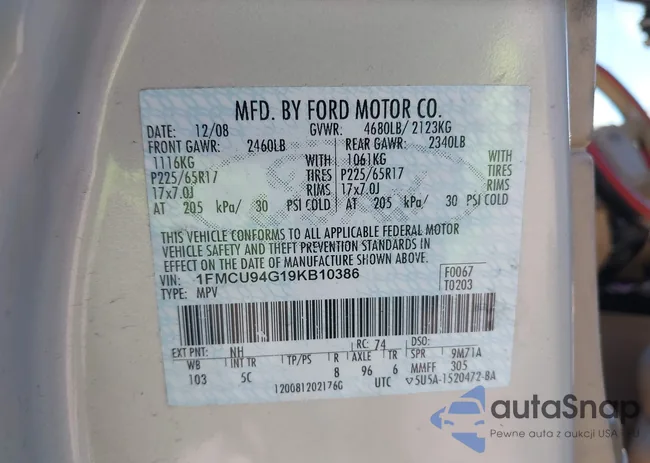 MFD. BY FORD MOTOR CO.
DATE: 12/08 GVWR: 4680LB/2123KG
FRONT GAWR: 2460LB REAR GAWR: 2340LB
1116KG WITH 1061KG WITH
P225/65R17 TIRES P225/65R17 TIRES
17x7.0J RIMS 17x7.0J RIMS
AT 205 kPa/ 30 PSI COLD AT 205 kPa/ 30 PSI COLD
THIS VEHICLE CONFORMS TO ALL APPLICABLE FEDERAL MOTOR
VEHICLE SAFETY AND THEFT PREVENTION STANDARDS IN
EFFECT ON THE DATE OF MANUFACTURE SHOWN ABOVE.
VIN: 1FMCU94G19KB10386 F0067
TYPE: MPV T0203
EXT PNT: NH RC: 74 DSO:
WB INT TR TP/PS R AXLE TR SPR 9M71A
103 5C 8 96 6 MMFF 305
120081202176G UTC 5U5A-1520472-BA
autaSnap
Pewne auta z aukcji USA